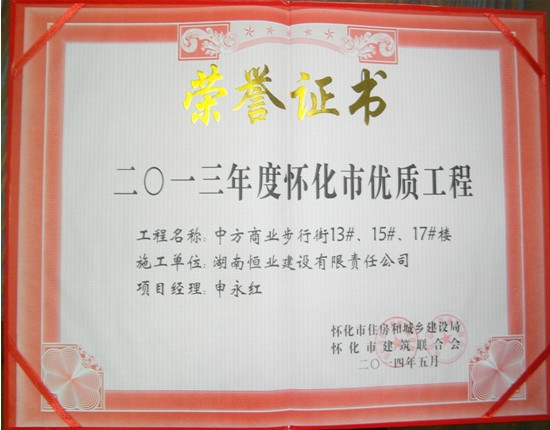 荣誉证书
二〇一三年度怀化市优质工程
工程名称:中方商业步行街13#、15#、17#楼
施工单位:湖南恒业建设有限责任公司
项目经理:申永红
怀化市住房和城乡建设局
怀化市建筑联合会
二〇一四年五月